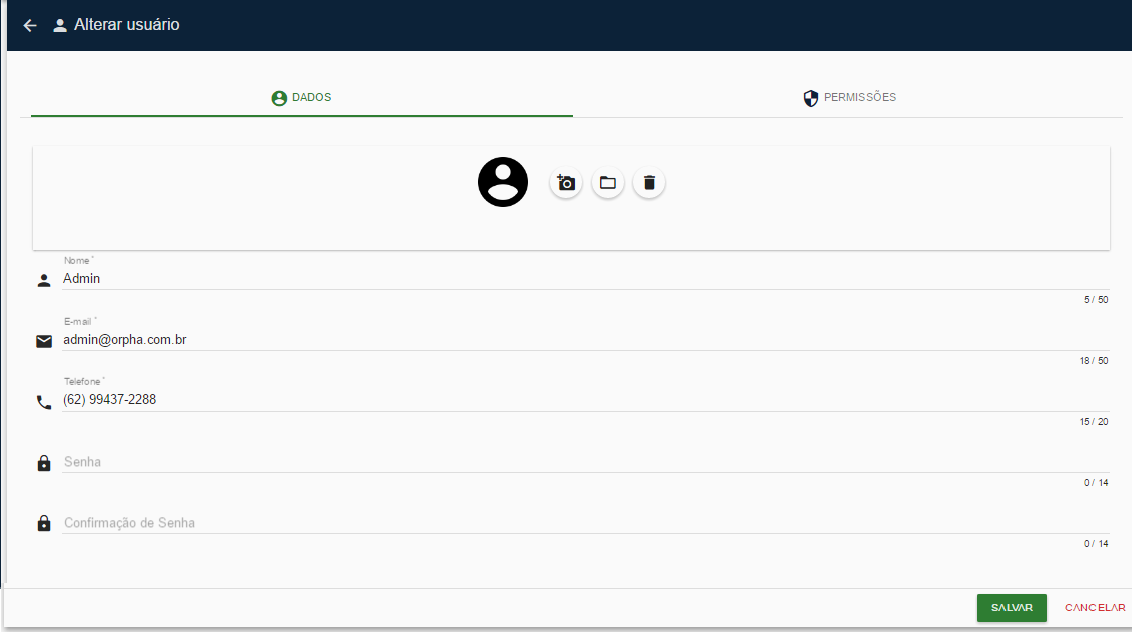 Alterar usuário
DADOS
PERMISSÕES
Nome *
Admin
5 / 50
E-mail *
admin@orpha.com.br
18 / 50
Telefone *
(62) 99437-2288
15 / 20
Senha
0 / 14
Confirmação de Senha
0 / 14
SALVAR
CANCELAR